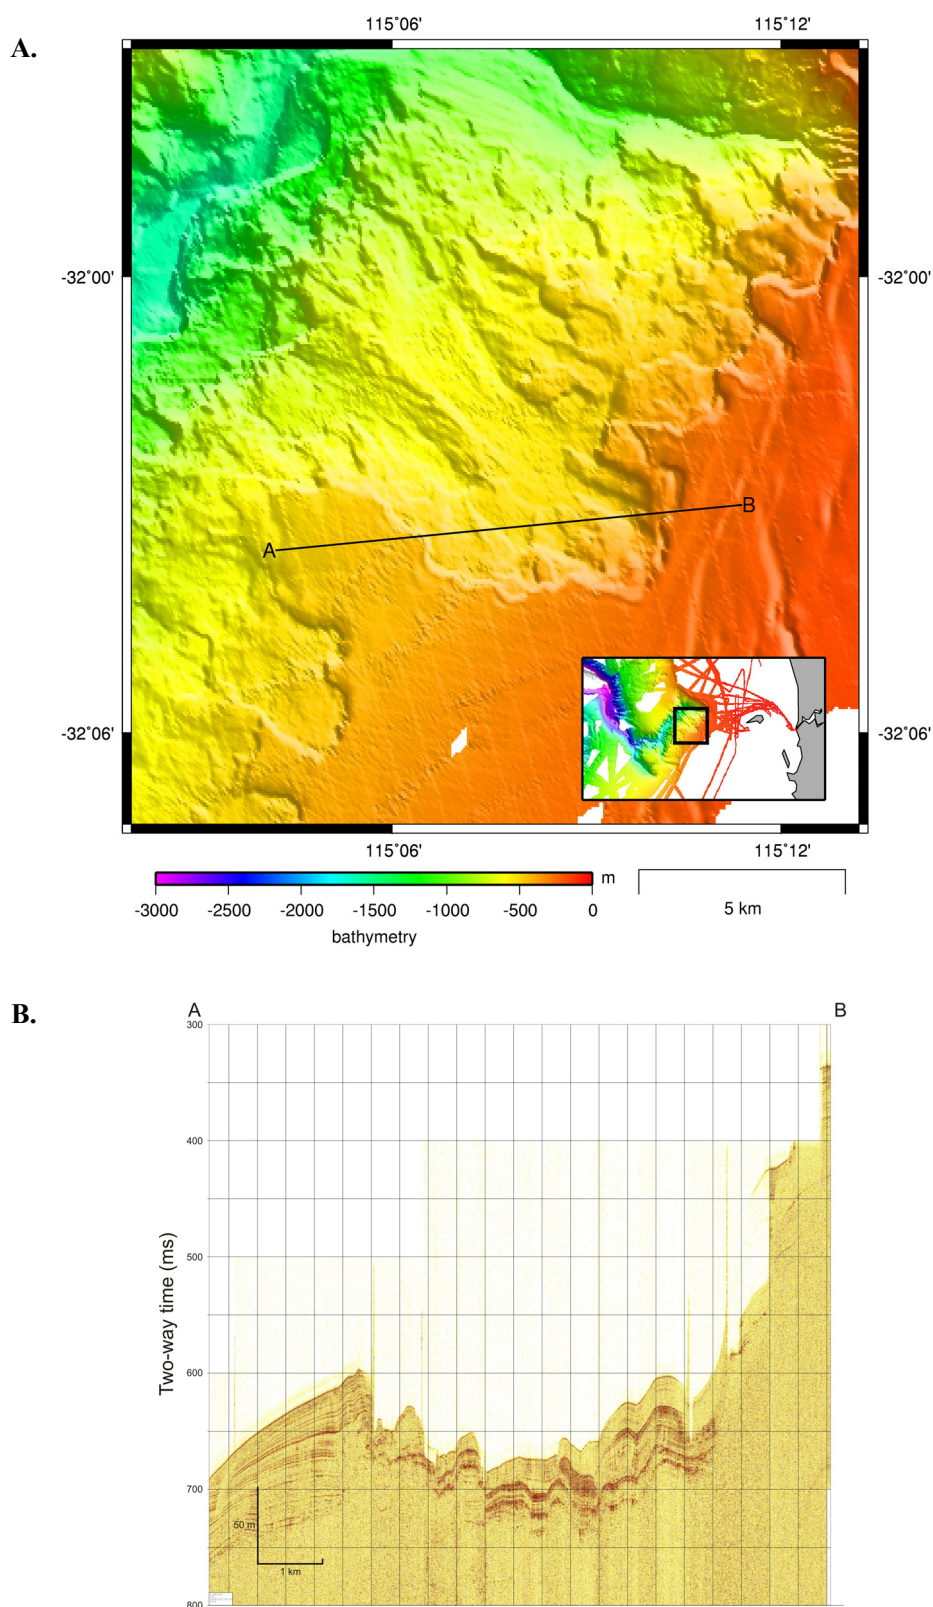 A.
115˚06' 115˚12'
-32˚00' -32˚00'
B
A
-32˚06' -32˚06'
115˚06' 115˚12'
m
-3000 -2500 -2000 -1500 -1000 -500 0
5 km
bathymetry
B.
A B
300
400
500
Two-way time (ms)
600
700
50 m
1 km
800